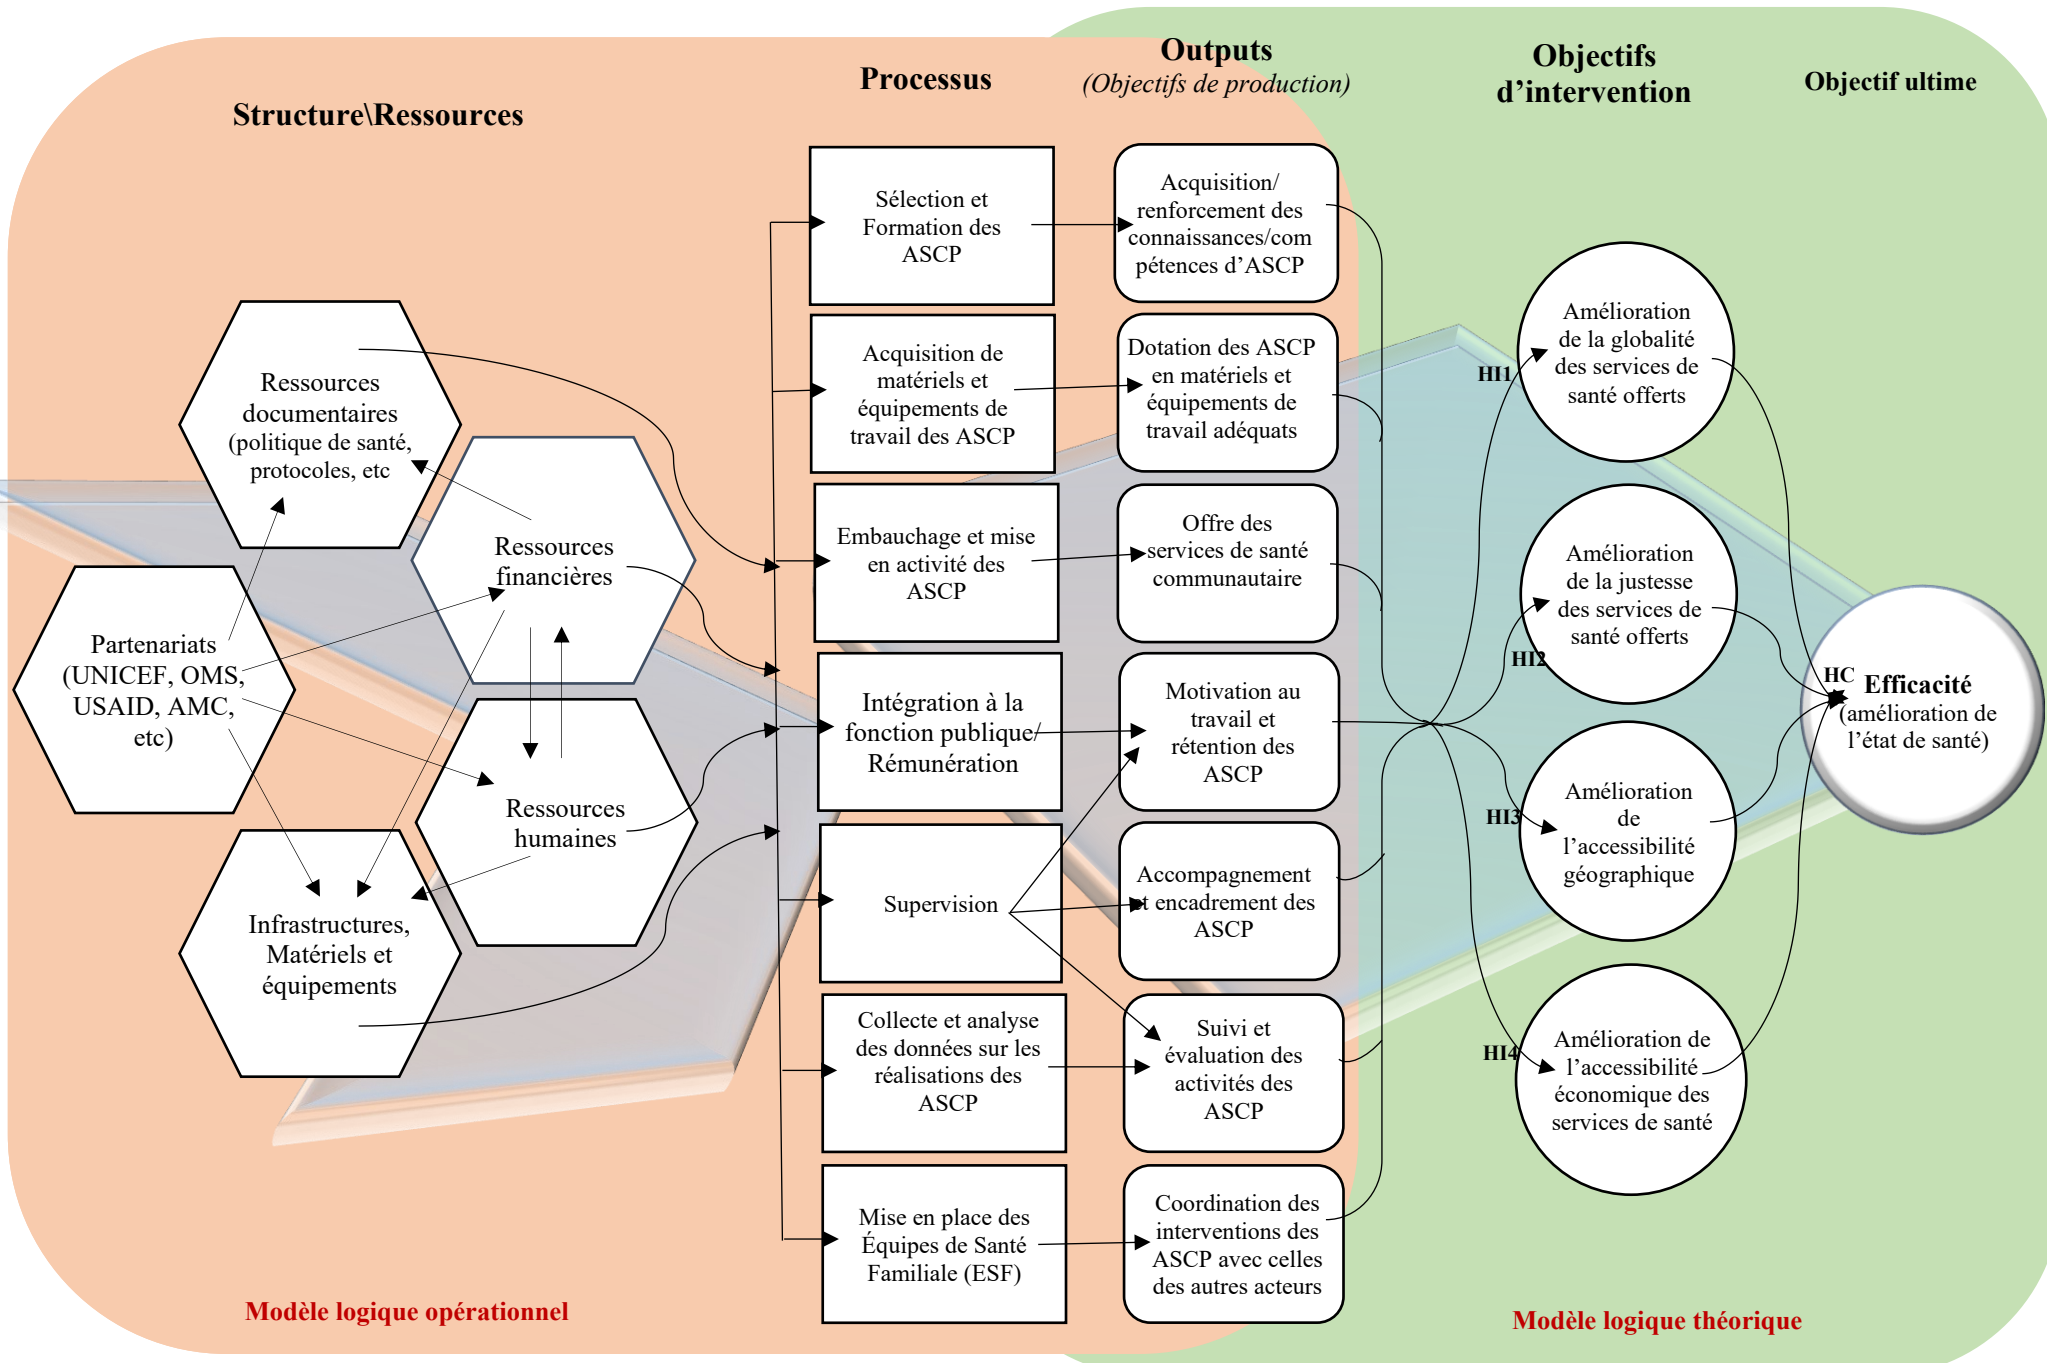 Structure\Ressources
Processus
Outputs
(Objectifs de production)
Objectifs
d’intervention
Objectif ultime
Ressources
documentaires
(politique de santé,
protocoles, etc
Ressources
financières
Partenariats
(UNICEF, OMS,
USAID, AMC,
etc)
Ressources
humaines
Infrastructures,
Matériels et
équipements
Sélection et
Formation des
ASCP
Acquisition de
matériels et
équipements de
travail des ASCP
Embauchage et mise
en activité des
ASCP
Intégration à la
fonction publique/
Rémunération
Supervision
Collecte et analyse
des données sur les
réalisations des
ASCP
Mise en place des
Équipes de Santé
Familiale (ESF)
Acquisition/
renforcement des
connaissances/com
pétences d’ASCP
Dotation des ASCP
en matériels et
équipements de
travail adéquats
Offre des
services de santé
communautaire
Motivation au
travail et
rétention des
ASCP
Accompagnement
et encadrement des
ASCP
Suivi et
évaluation des
activités des
ASCP
Coordination des
interventions des
ASCP avec celles
des autres acteurs
HI1
HI2
HI3
HI4
Amélioration
de la globalité
des services de
santé offerts
Amélioration
de la justesse
des services de
santé offerts
Amélioration
de
l’accessibilité
géographique
Amélioration de
l’accessibilité
économique des
services de santé
HC
Efficacité
(amélioration de
l’état de santé)
Modèle logique opérationnel
Modèle logique théorique